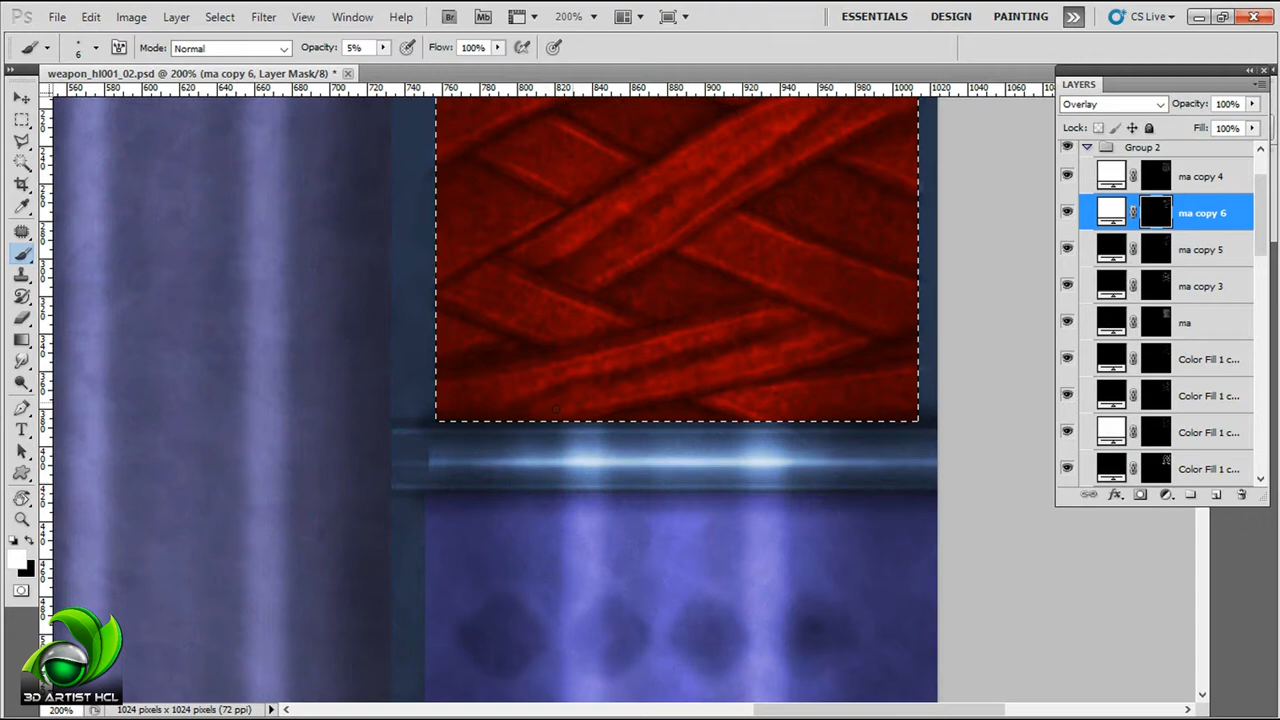 Ps File Edit Image Layer Select Filter View Window Help Br Mb 200% ESSENTIALS DESIGN PAINTING CS Live
6 Mode: Normal Opacity: 5% Flow: 100%
weapon_hl001_02.psd @ 200% (ma copy 6, Layer Mask/8) *
560 580 600 620 640 660 680 700 720 740 760 780 800 820 840 860 880 900 920 940 960 980 1000 1020
LAYERS
Overlay Opacity: 100%
Lock: Fill: 100%
Group 2
ma copy 4
ma copy 6
ma copy 5
ma copy 3
ma
Color Fill 1 c...
Color Fill 1 c...
Color Fill 1 c...
Color Fill 1 c...
3D ARTIST HCL
200% 1024 pixels x 1024 pixels (72 ppi)